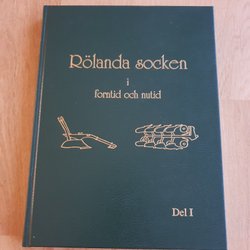 Rölanda socken
i
forntid och nutid
Del I